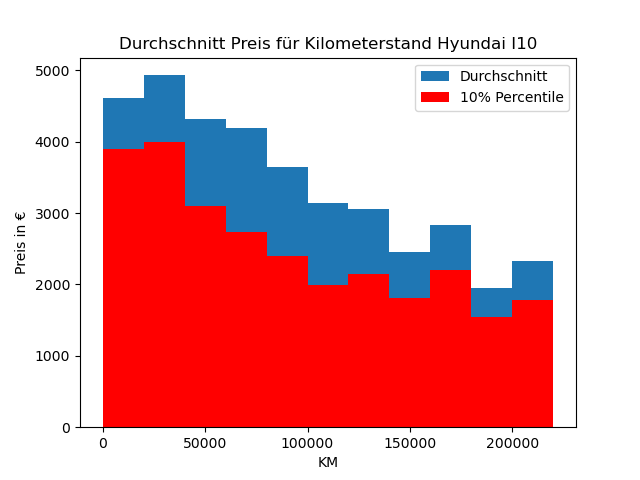 Durchschnitt Preis für Kilometerstand Hyundai I10
Durchschnitt
10% Percentile
5000
4000
3000
2000
1000
0
Preis in €
0 50000 100000 150000 200000
KM